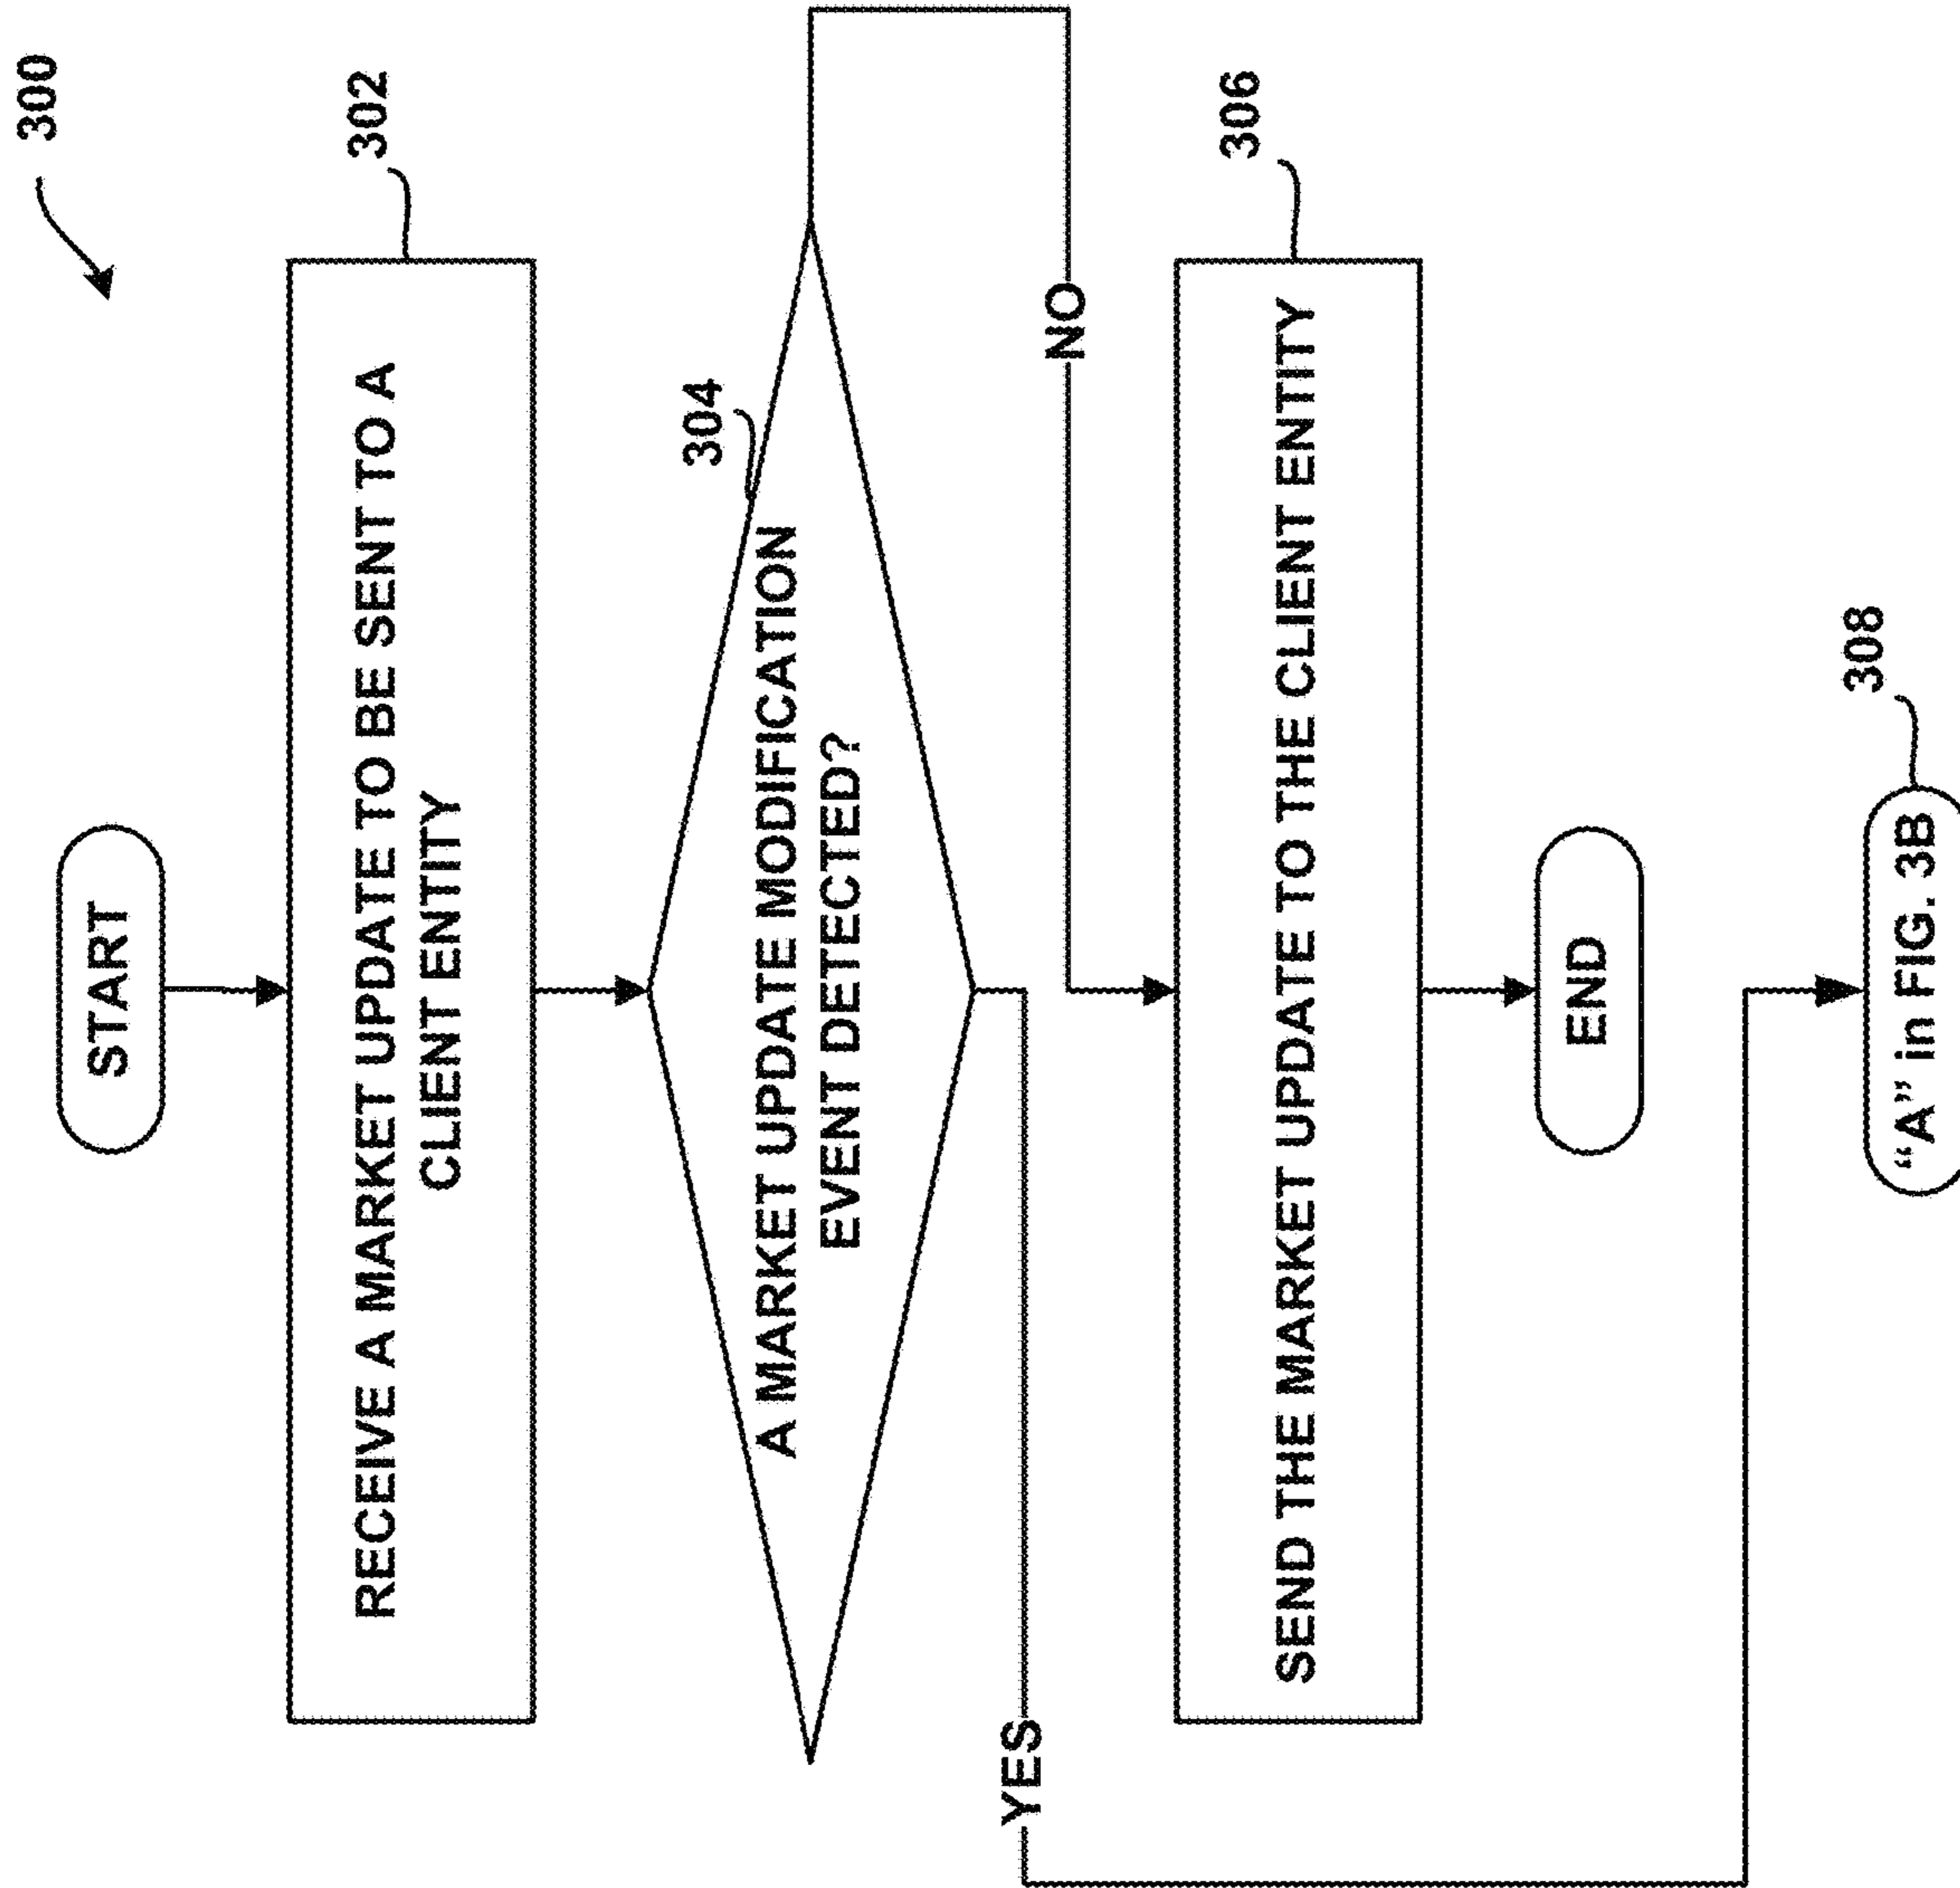 300
START
302
RECEIVE A MARKET UPDATE TO BE SENT TO A
CLIENT ENTITY
304
A MARKET UPDATE MODIFICATION
EVENT DETECTED?
YES
NO
306
SEND THE MARKET UPDATE TO THE CLIENT ENTITY
END
308
“A” in FIG. 3B